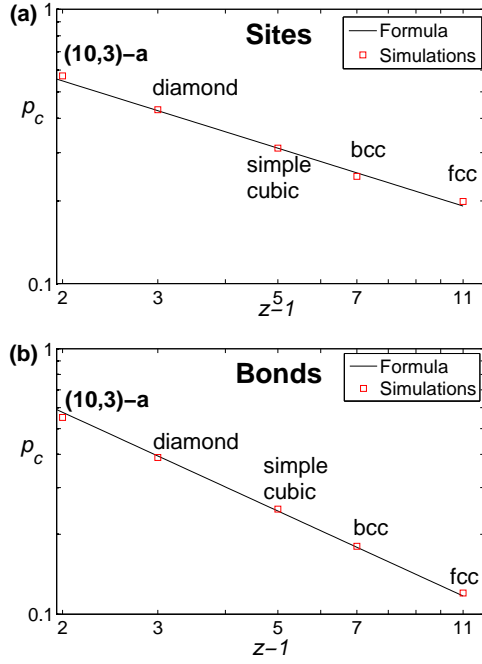 (a)
1
Sites
Formula
Simulations
(10,3)−a
diamond
pc
simple
cubic
bcc
fcc
0.1
2
3
5
7
11
z−1
(b)
1
Bonds
Formula
Simulations
(10,3)−a
pc
diamond
simple
cubic
bcc
fcc
0.1
2
3
5
7
11
z−1